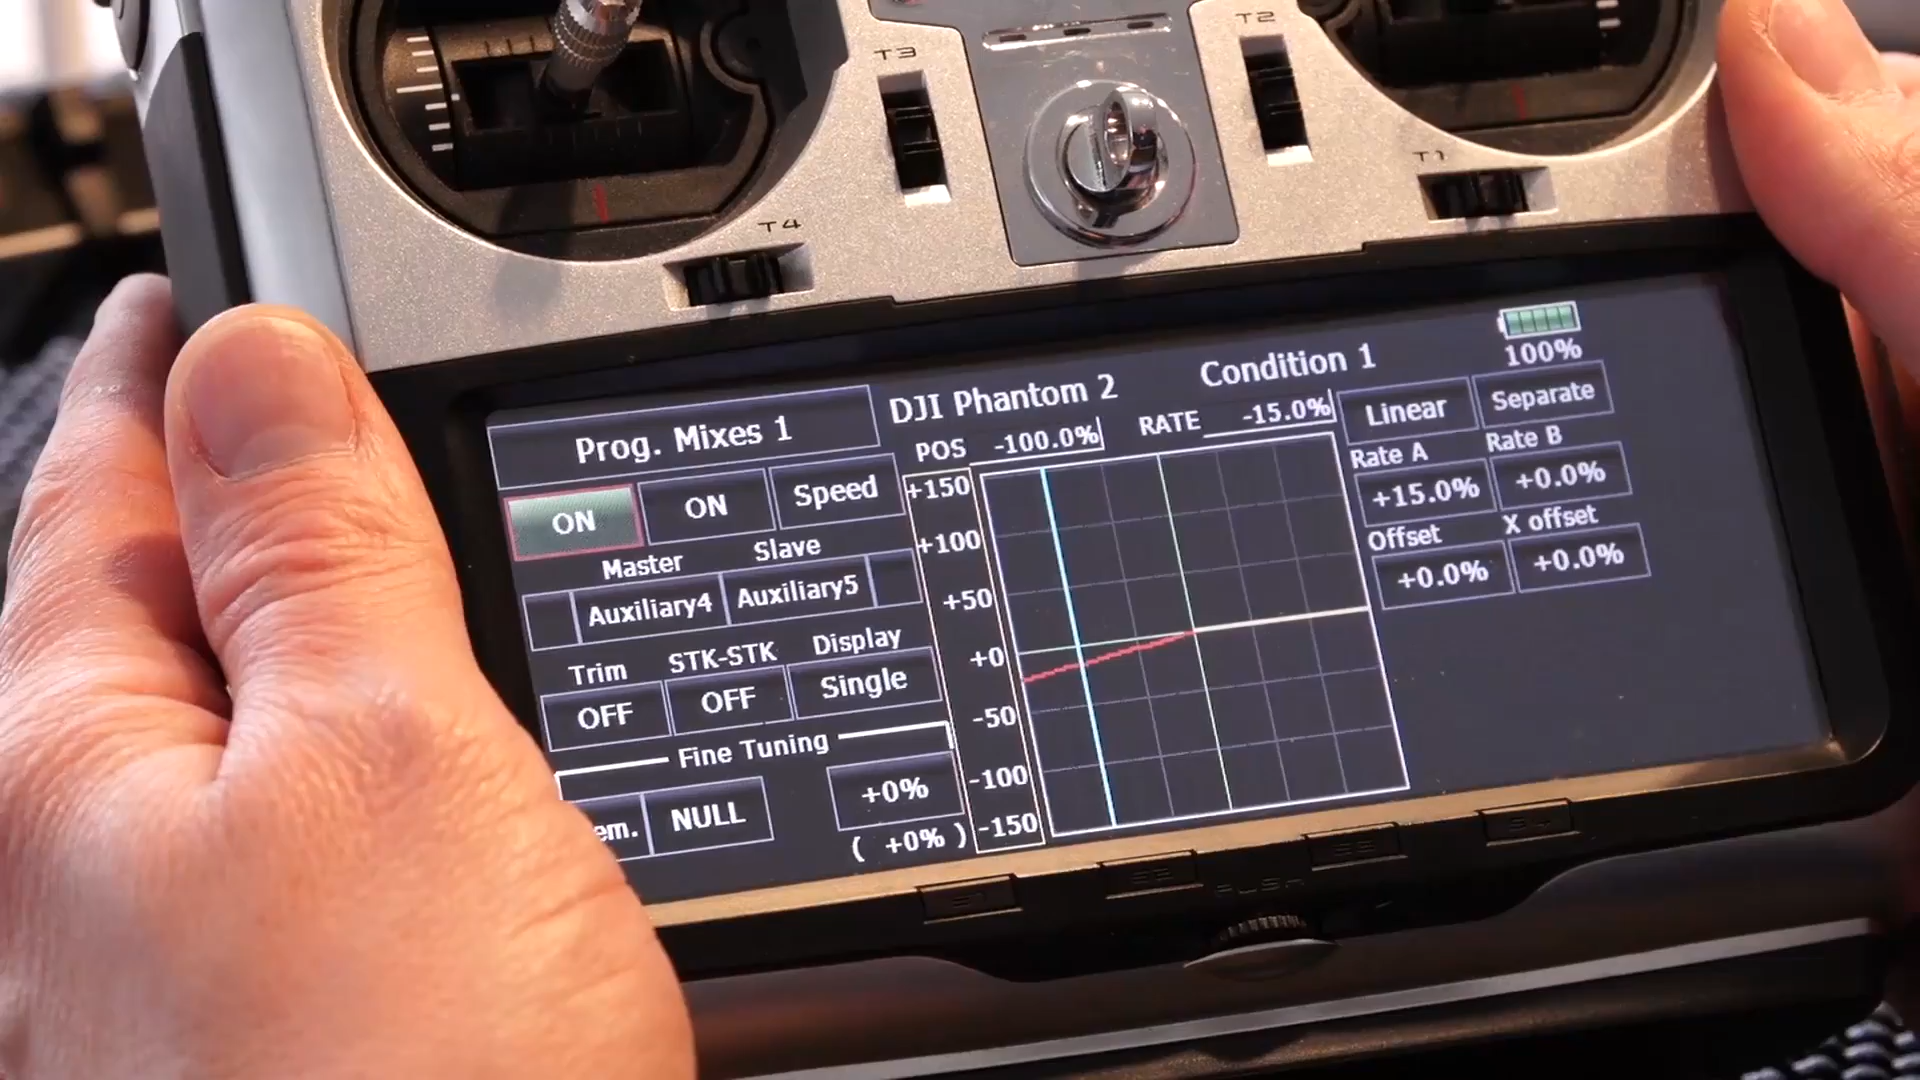 T3
T2
T1
T4
100%
Prog. Mixes 1
DJI Phantom 2
Condition 1
POS -100.0%
RATE -15.0%
Linear
Separate
ON
ON
Speed
Rate A
Rate B
+15.0%
+0.0%
Master
Slave
Offset
X offset
Auxiliary4
Auxiliary5
+0.0%
+0.0%
Trim
STK-STK
Display
OFF
OFF
Single
Fine Tuning
em.
NULL
+0%
( +0% )
+150
+100
+50
+0
-50
-100
-150
PUSH